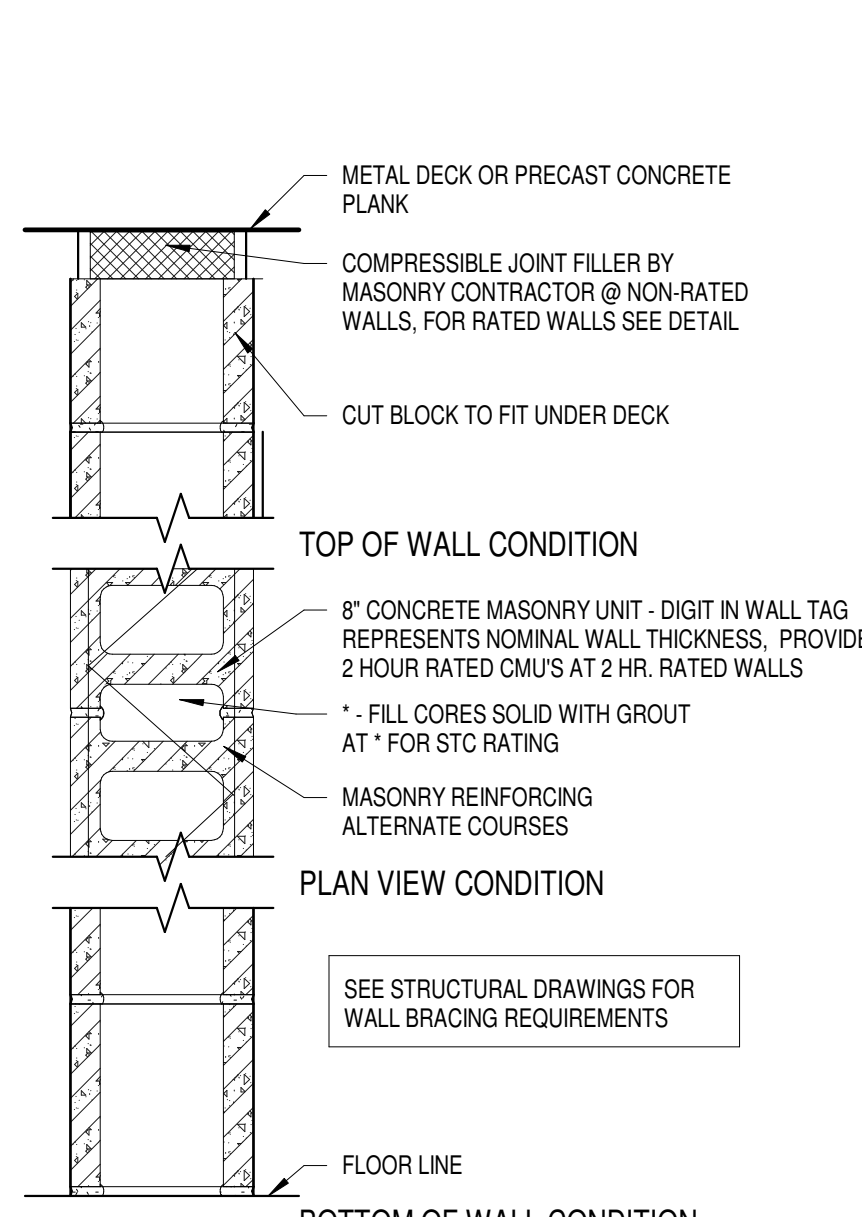 METAL DECK OR PRECAST CONCRETE
PLANK
COMPRESSIBLE JOINT FILLER BY
MASONRY CONTRACTOR @ NON-RATED
WALLS, FOR RATED WALLS SEE DETAIL
CUT BLOCK TO FIT UNDER DECK
TOP OF WALL CONDITION
8" CONCRETE MASONRY UNIT - DIGIT IN WALL TAG
REPRESENTS NOMINAL WALL THICKNESS, PROVIDE
2 HOUR RATED CMU'S AT 2 HR. RATED WALLS
* - FILL CORES SOLID WITH GROUT
AT * FOR STC RATING
MASONRY REINFORCING
ALTERNATE COURSES
PLAN VIEW CONDITION
SEE STRUCTURAL DRAWINGS FOR
WALL BRACING REQUIREMENTS
FLOOR LINE
BOTTOM OF WALL CONDITION